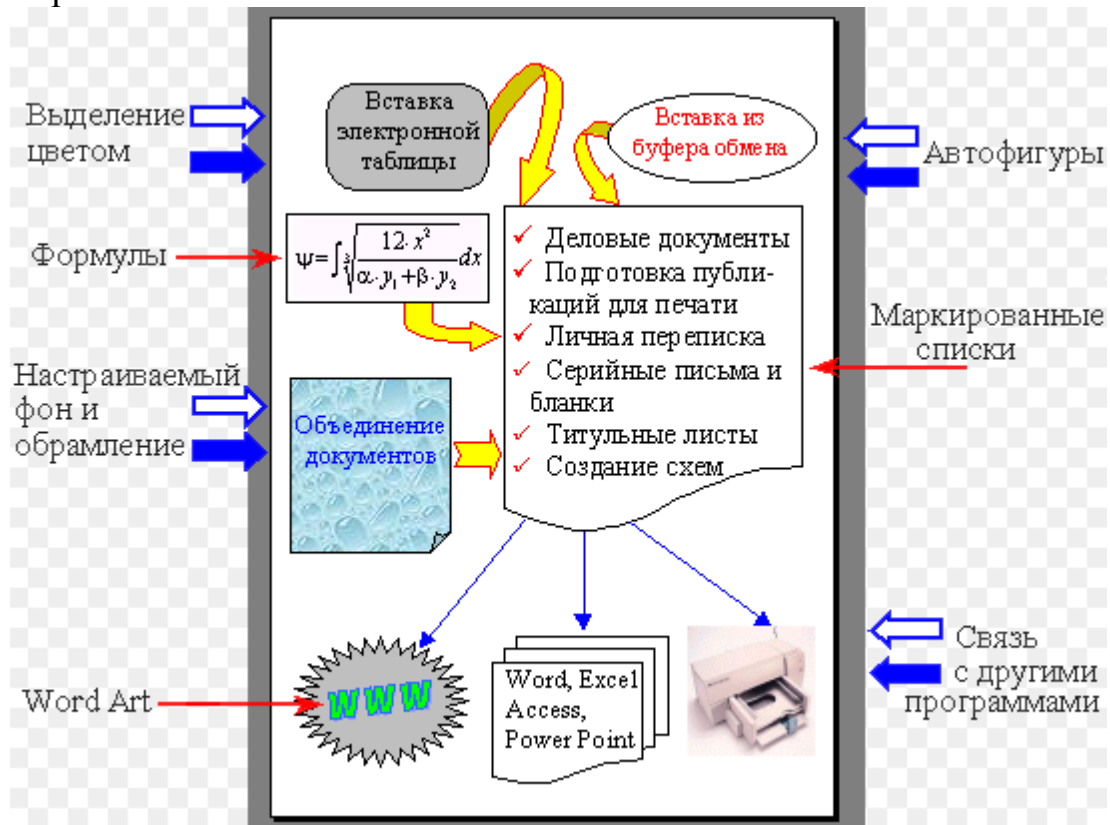 Выделение
цветом
Вставка
электронной
таблицы
Вставка из
буфера обмена
Автофигуры
Формулы
ψ=∫∛(12·x²/(α·y₁+β·y₂))dx
✓ Деловые документы
✓ Подготовка публи-
каций для печати
✓ Личная переписка
✓ Серийные письма и
бланки
✓ Титульные листы
✓ Создание схем
Маркированные
списки
Настраиваемый
фон и
обрамление
Объединение
документов
Word Art
WWW
Word, Excel
Access,
Power Point
Связь
с другими
программами